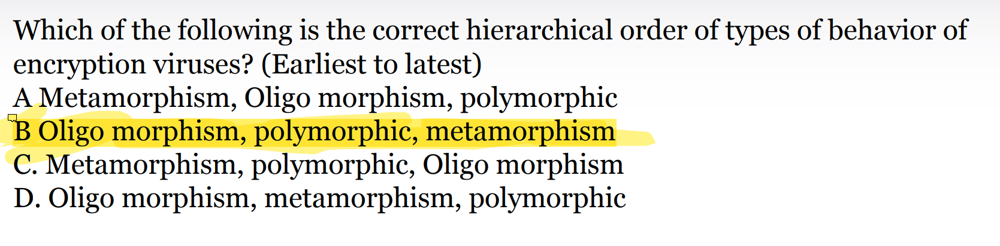 Which of the following is the correct hierarchical order of types of behavior of
encryption viruses? (Earliest to latest)
A Metamorphism, Oligo morphism, polymorphic
B Oligo morphism, polymorphic, metamorphism
C. Metamorphism, polymorphic, Oligo morphism
D. Oligo morphism, metamorphism, polymorphic